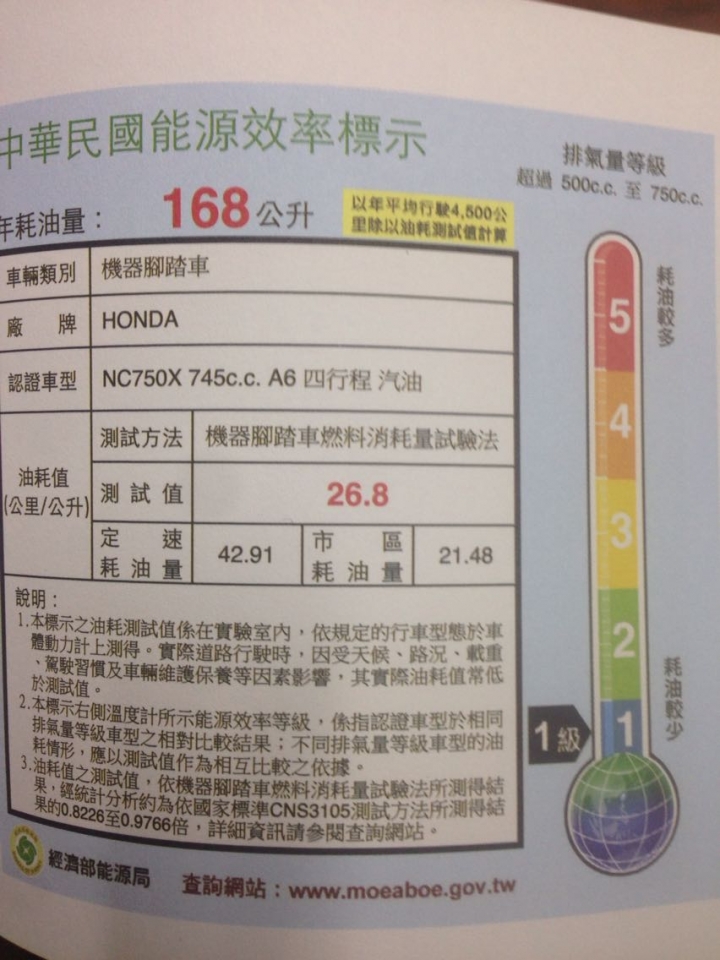 中華民國能源效率標示
年耗油量：168公升
以年平均行駛4,500公
里除以油耗測試值計算
車輛類別 機器腳踏車
廠牌 HONDA
認證車型 NC750X 745c.c. A6 四行程 汽油
油耗值
(公里/公升)
測試方法 機器腳踏車燃料消耗量試驗法
測試值 26.8
定速
耗油量 42.91
市區
耗油量 21.48
說明：
1.本標示之油耗測試值係在實驗室內，依規定的行車型態於車
體動力計上測得。實際道路行駛時，因受天候、路況、載重
、駕駛習慣及車輛維護保養等因素影響，其實際油耗值常低
於測試值。
2.本標示右側溫度計所示能源效率等級，係指認證車型於相同
排氣量等級車型之相對比較結果；不同排氣量等級車型的油
耗情形，應以測試值作為相互比較之依據。
3.油耗值之測試值，依機器腳踏車燃料消耗量試驗法所測得結
果，經統計分析約為依國家標準CNS3105測試方法所測得結
果的0.8226至0.9766倍，詳細資訊請參閱查詢網站。
經濟部能源局
查詢網站：www.moeaboe.gov.tw
排氣量等級
超過 500c.c. 至 750c.c.
耗油較多
5
4
3
2
1
耗油較少
1級